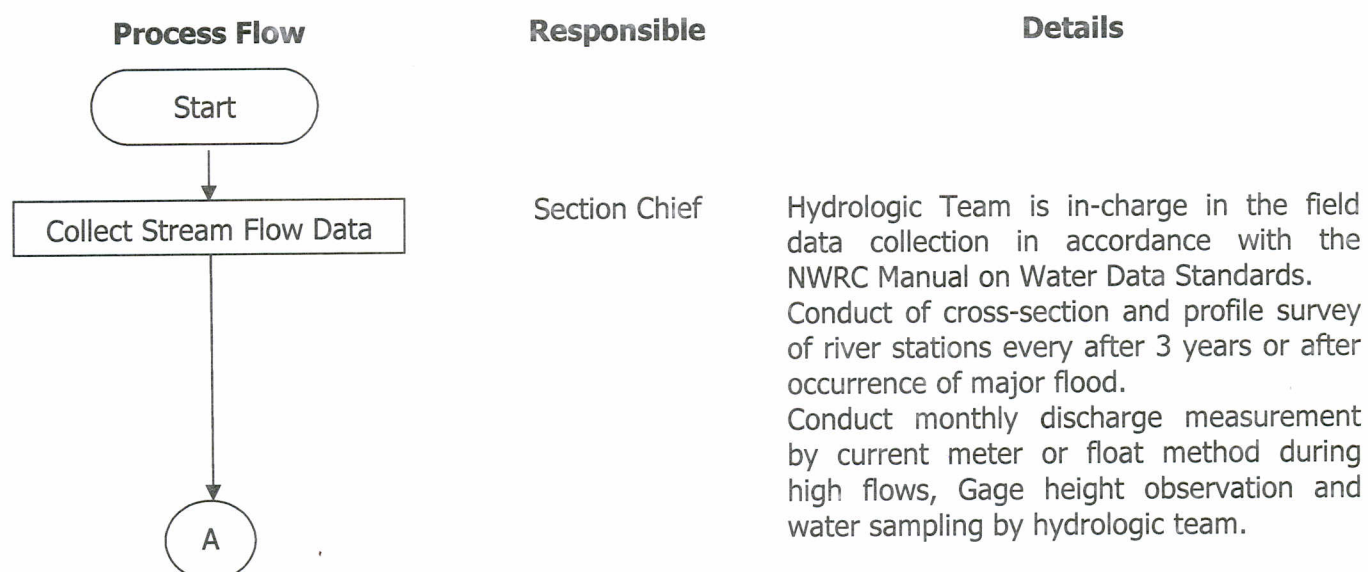 Process Flow
Responsible
Details
Start
Collect Stream Flow Data
Section Chief
Hydrologic Team is in-charge in the field
data collection in accordance with the
NWRC Manual on Water Data Standards.
Conduct of cross-section and profile survey
of river stations every after 3 years or after
occurrence of major flood.
Conduct monthly discharge measurement
by current meter or float method during
high flows, Gage height observation and
water sampling by hydrologic team.
A